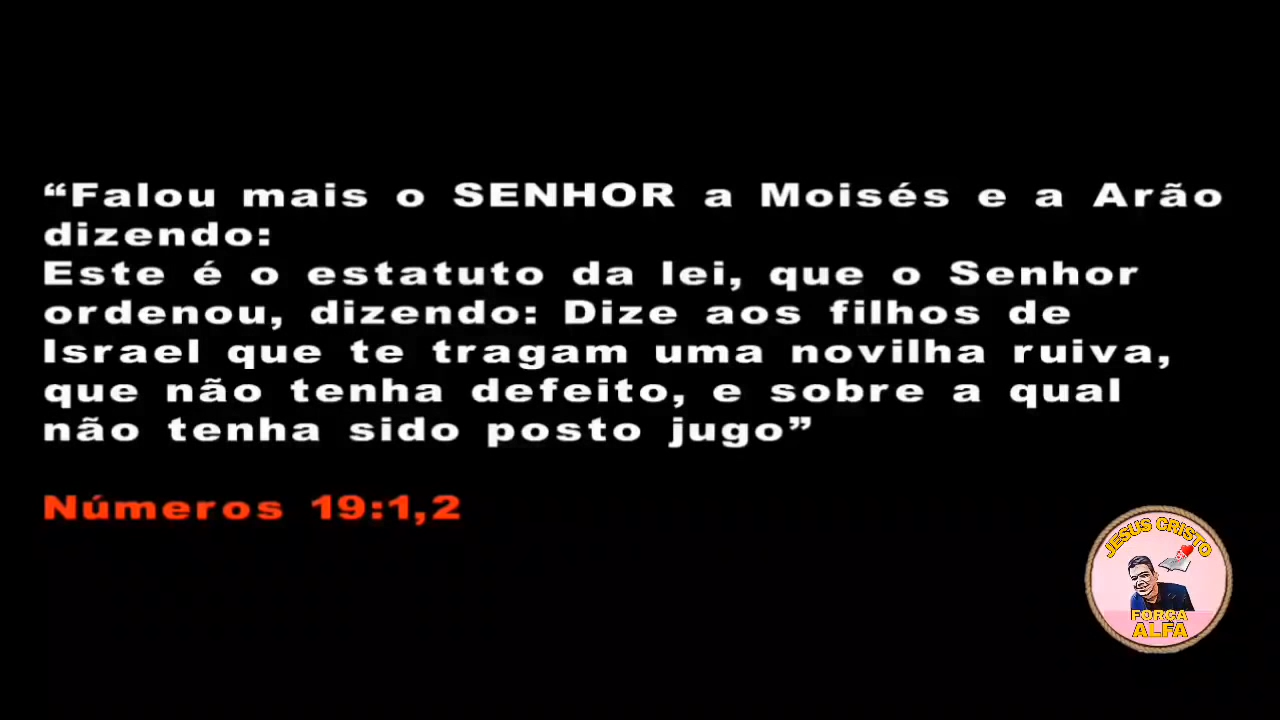 “Falou mais o SENHOR a Moisés e a Arão
dizendo:
Este é o estatuto da lei, que o Senhor
ordenou, dizendo: Dize aos filhos de
Israel que te tragam uma novilha ruiva,
que não tenha defeito, e sobre a qual
não tenha sido posto jugo”
Números 19:1,2
JESUS CRISTO
FORÇA
ALFA